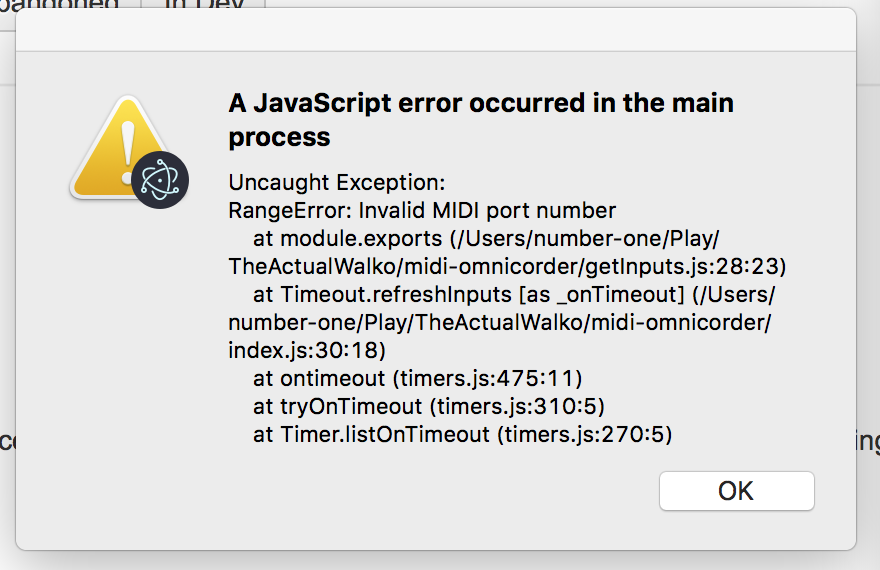 In Dev
A JavaScript error occurred in the main
process
Uncaught Exception:
RangeError: Invalid MIDI port number
at module.exports (/Users/number-one/Play/
TheActualWalko/midi-omnicorder/getInputs.js:28:23)
at Timeout.refreshInputs [as _onTimeout] (/Users/
number-one/Play/TheActualWalko/midi-omnicorder/
index.js:30:18)
at ontimeout (timers.js:475:11)
at tryOnTimeout (timers.js:310:5)
at Timer.listOnTimeout (timers.js:270:5)
OK